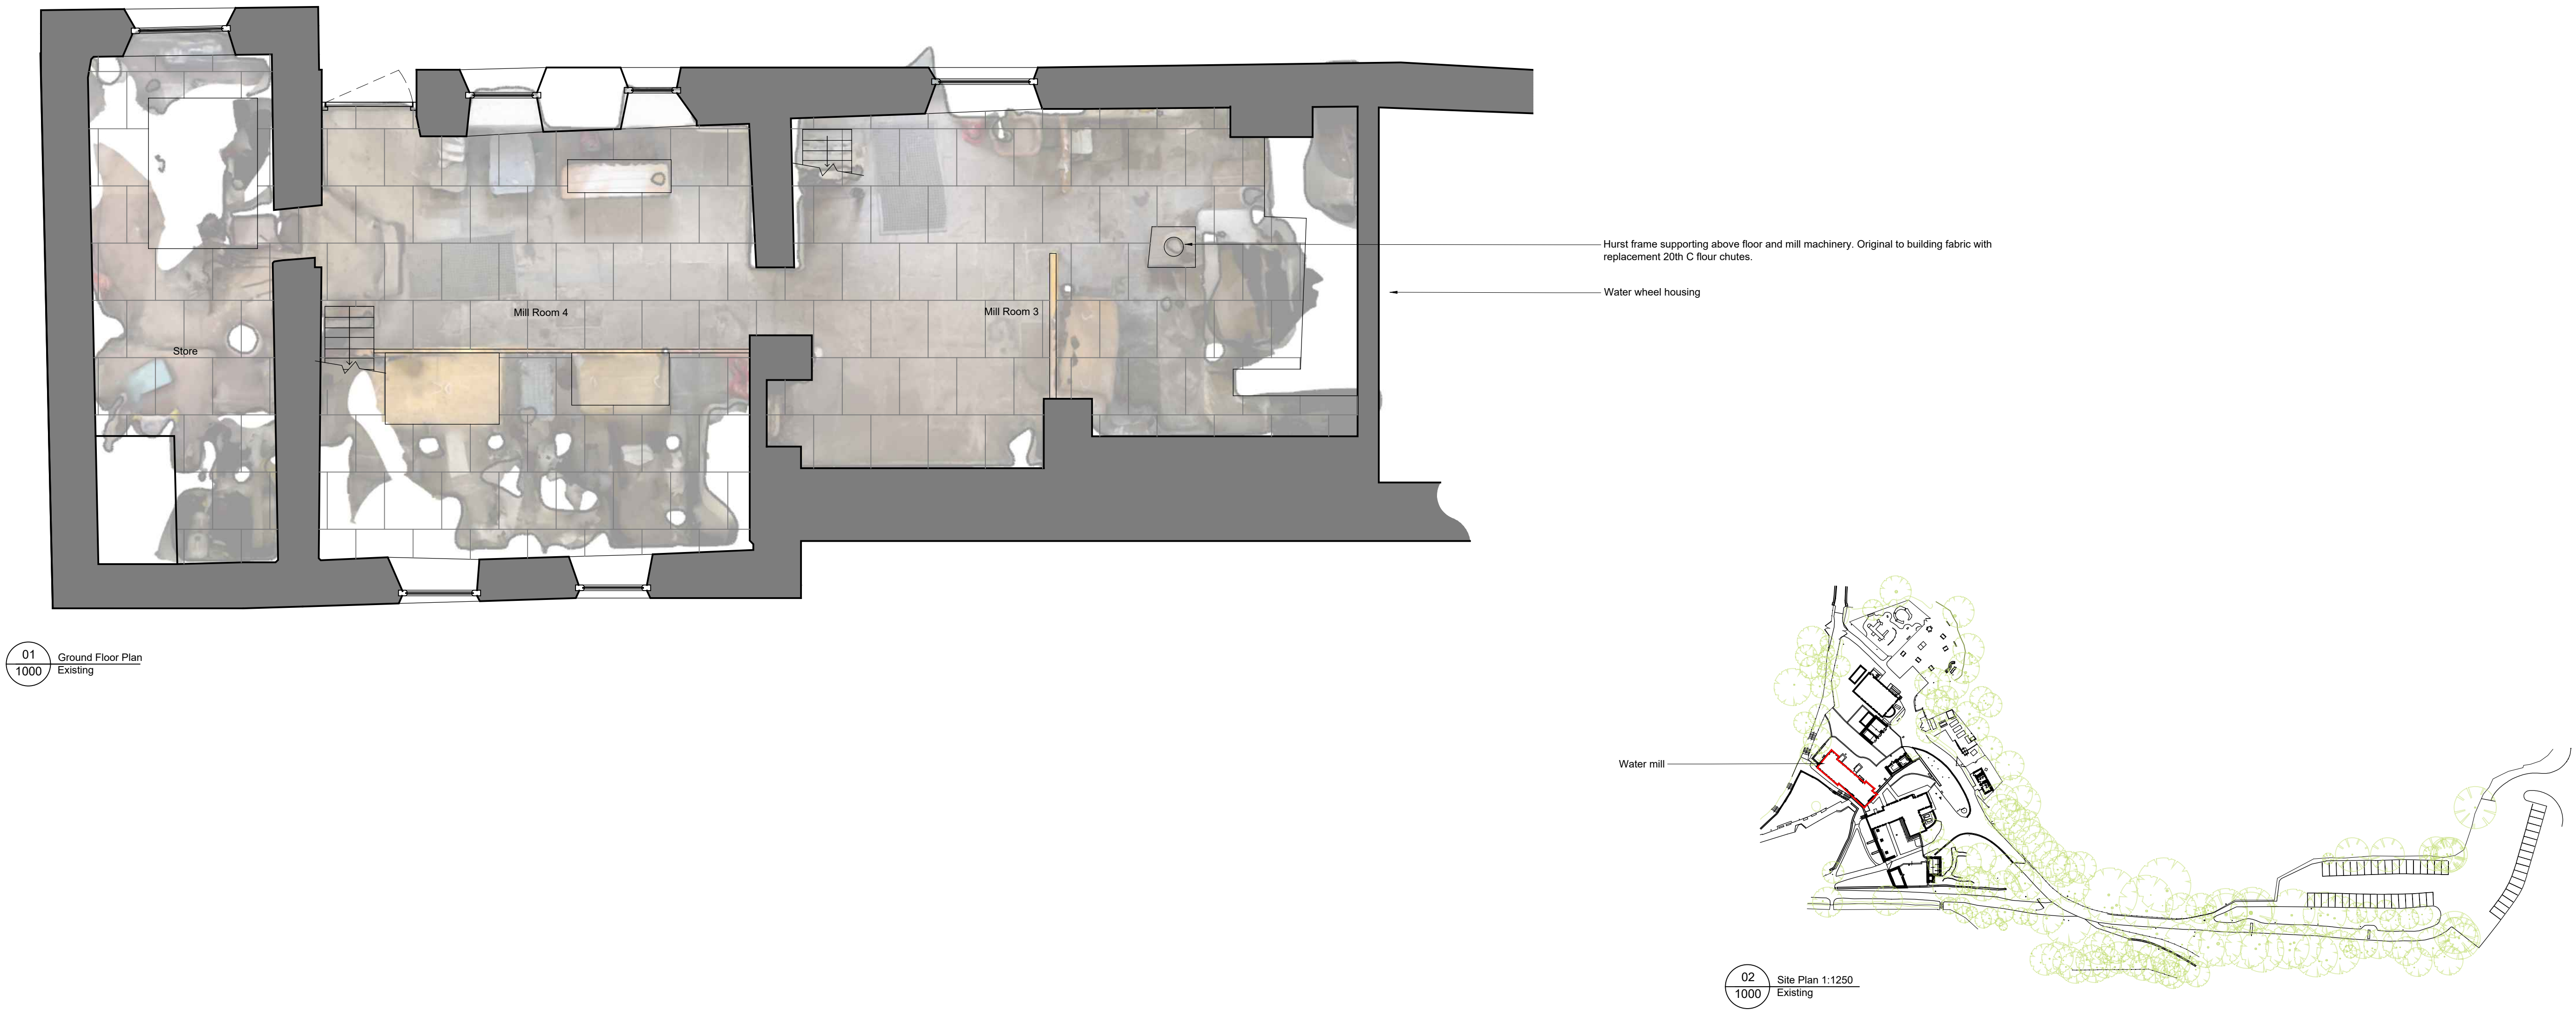 Hurst frame supporting above floor and mill machinery. Original to building fabric with
replacement 20th C flour chutes.
Water wheel housing
Mill Room 4
Mill Room 3
Store
01
1000
Ground Floor Plan
Existing
Water mill
02
1000
Site Plan 1:1250
Existing